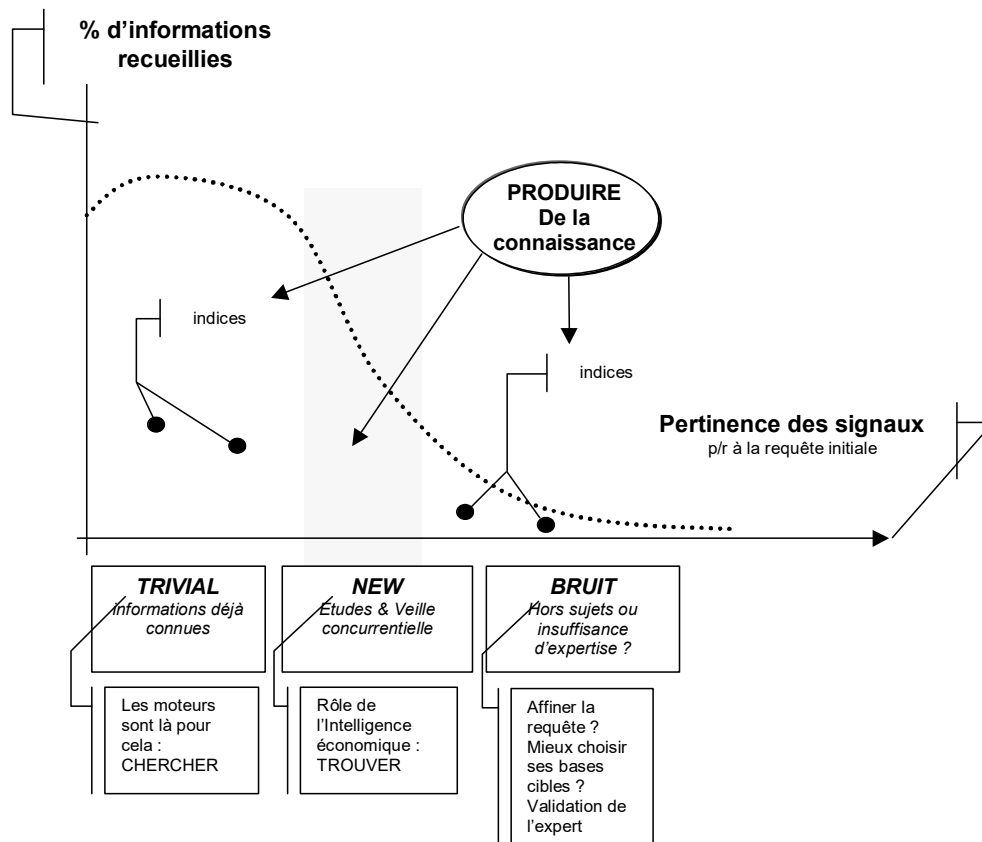 % d’informations
recueillies
PRODUIRE
De la
connaissance
indices
indices
Pertinence des signaux
p/r à la requête initiale
TRIVIAL
informations déjà
connues
NEW
Etudes & Veille
concurrentielle
BRUIT
Hors sujets ou
insuffisance
d’expertise ?
Les moteurs
sont là pour
cela :
CHERCHER
Rôle de
l’Intelligence
économique :
TROUVER
Affiner la
requête ?
Mieux choisir
ses bases
cibles ?
Validation de
l’expert